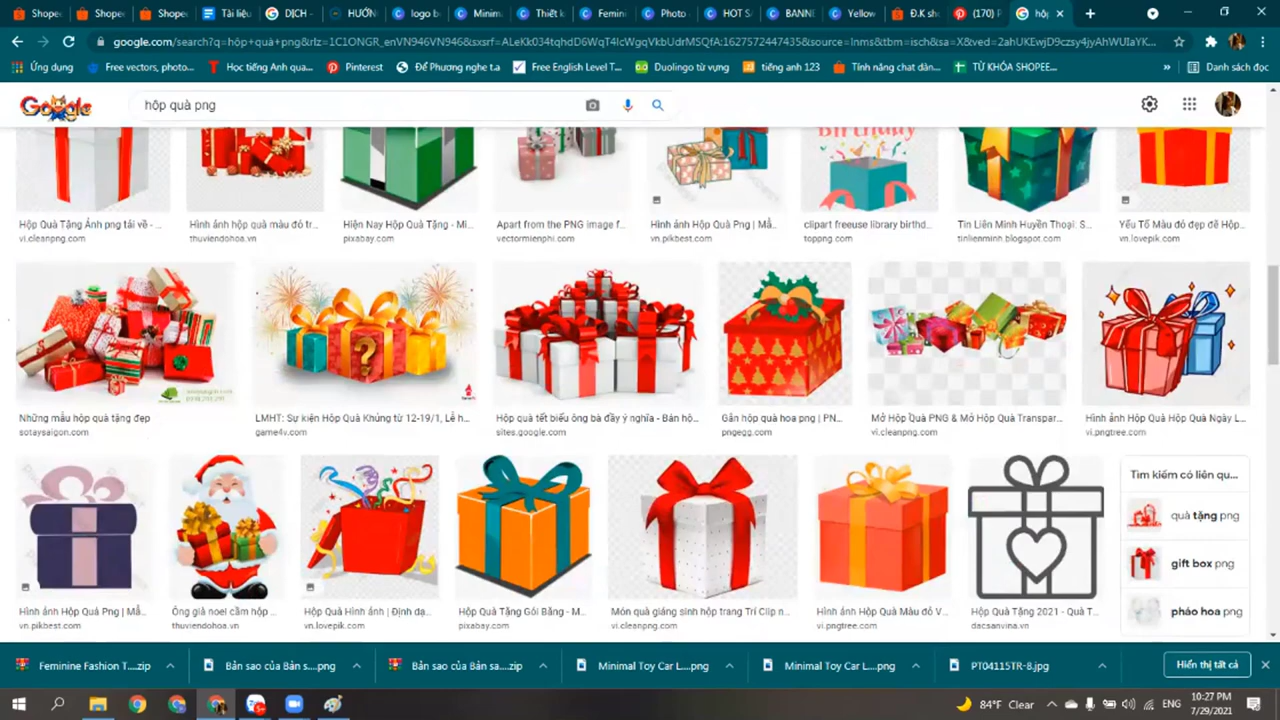 Shopee
Shopee
Shopee
Tài liệu
DỊCH -
HƯỚNG
logo b
Minim
Thiết k
Femin
Photo
HOT S
BANNE
Yellow
Đ.K sh
(170) P
hộp
google.com/search?q=hộp+quà+png&rlz=1C1ONGR_enVN946VN946&sxsrf=ALeKk034tqhdD6WqT4IcWgqVkbUdrMSQfA:1627572447435&source=lnms&tbm=isch&sa=X&ved=2ahUKEwjD9czsy4jyAhWUIaYK...
Ứng dụng
Free vectors, photo...
Học tiếng Anh qua...
Pinterest
Để Phương nghe t.a
Free English Level T...
Duolingo từ vựng
tiếng anh 123
Tính năng chat dàn...
TỪ KHÓA SHOPEE...
»
Danh sách đọc
Google
hộp quà png
Birthday
Hộp Quà Tặng Ảnh png tải về - ...
Hình ảnh hộp quà màu đỏ tr...
Hiện Nay Hộp Quà Tặng - Mi...
Apart from the PNG image f...
Hình ảnh Hộp Quà Png | Mẫ...
clipart freeuse library birthd...
Tin Liên Minh Huyền Thoại: S...
Yếu Tố Màu đỏ đẹp đẽ Hộp...
vi.cleanpng.com
thuviendohoa.vn
pixabay.com
vectormienphi.com
vn.pikbest.com
toppng.com
tinlienminh.blogspot.com
vn.lovepik.com
?
Những mẫu hộp quà tặng đẹp
LMHT: Sự kiện Hộp Quà Khủng từ 12-19/1, Lễ h...
Hộp quà tết biếu ông bà đầy ý nghĩa - Bán hộ...
Gắn hộp quà hoa png | PN...
Mở Hộp Quà PNG & Mở Hộp Quà Transpar...
Hình ảnh Hộp Quà Hộp Quà Ngày L...
sotaysaigon.com
game4v.com
sites.google.com
pngegg.com
vi.cleanpng.com
vi.pngtree.com
Tìm kiếm có liên qu...
quà tặng png
gift box png
pháo hoa png
Hình ảnh Hộp Quà Png | Mẫ...
Ông già noel cầm hộp ...
Hộp Quà Hình ảnh | Định dạ...
Hộp Quà Tặng Gói Băng - M...
Món quà giáng sinh hộp trang Trí Clip n...
Hình ảnh Hộp Quà Màu đỏ V...
Hộp Quà Tặng 2021 - Quà T...
vn.pikbest.com
thuviendohoa.vn
vn.lovepik.com
pixabay.com
vi.cleanpng.com
vi.pngtree.com
dacsanvina.vn
Feminine Fashion T....zip
Bản sao của Bản s....png
Bản sao của Bản sa....zip
Minimal Toy Car L....png
Minimal Toy Car L....png
PT04115TR-B.jpg
Hiển thị tất cả
84°F Clear
ENG
10:27 PM
7/29/2021